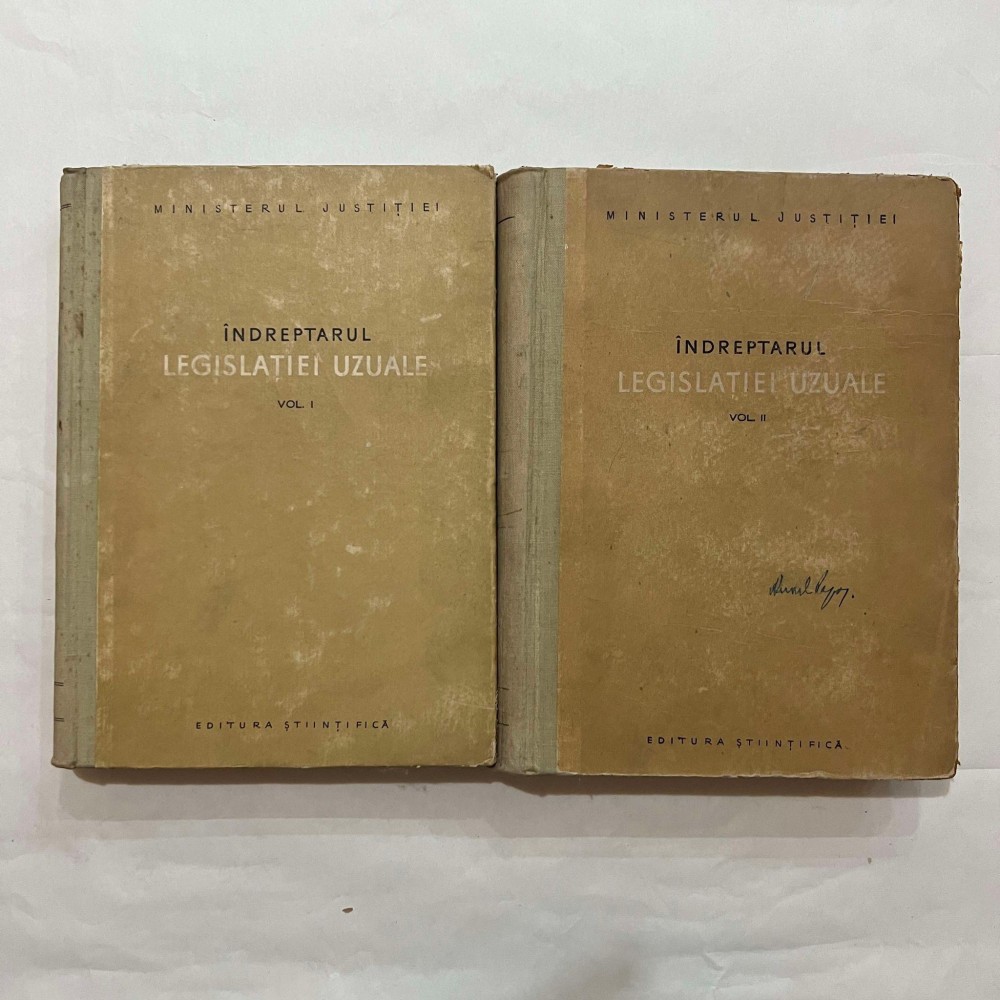 MINISTERUL JUSTIȚIEI
ÎNDREPTARUL
LEGISLAȚIEI UZUALE
VOL. I
EDITURA ȘTIINȚIFICĂ
MINISTERUL JUSTIȚIEI
ÎNDREPTARUL
LEGISLAȚIEI UZUALE
VOL. II
EDITURA ȘTIINȚIFICĂ